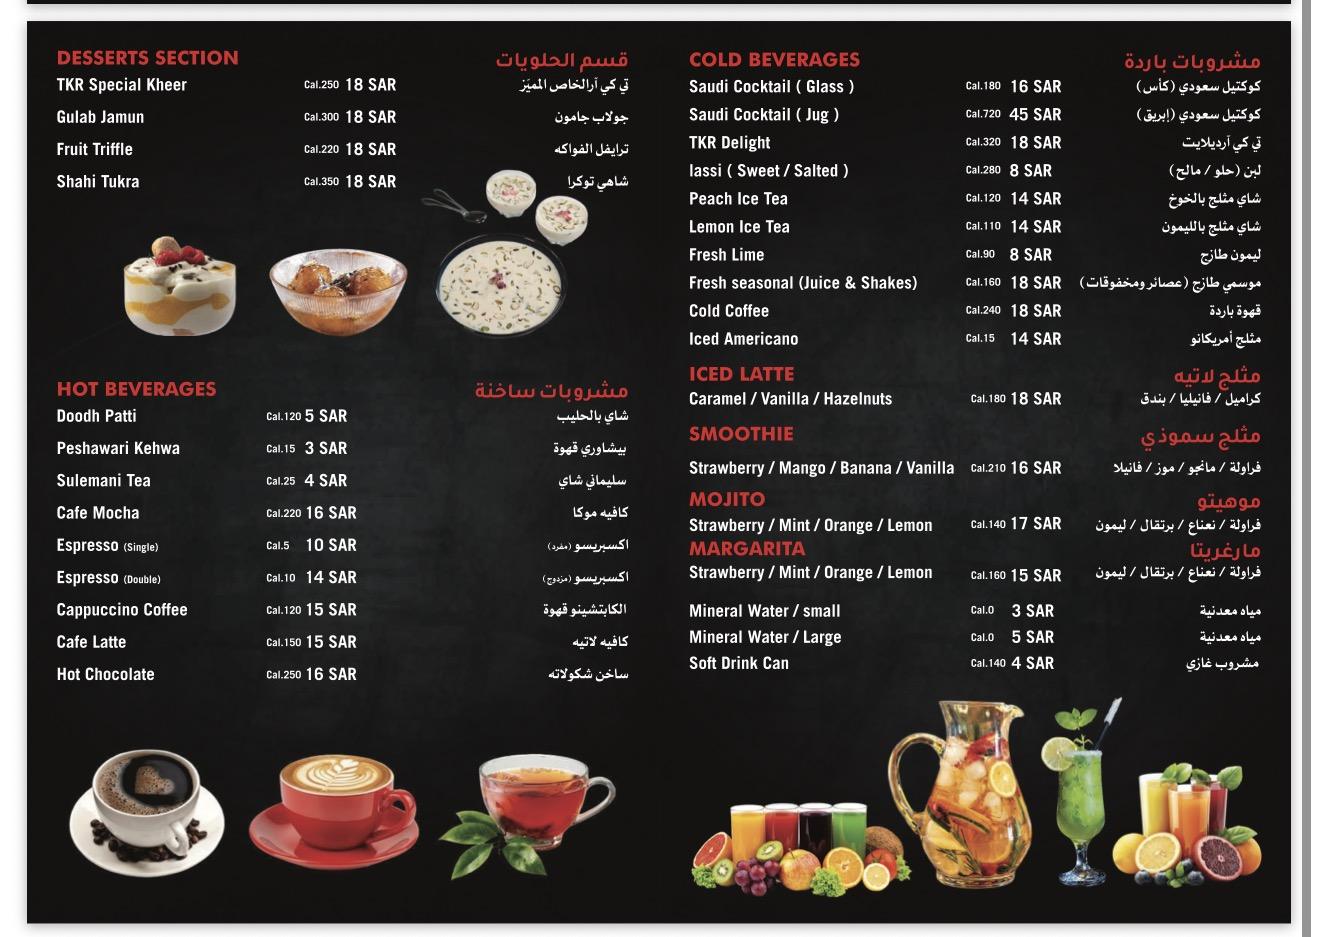 DESSERTS SECTION قسم الحلويات
TKR Special Kheer Cal.250 18 SAR تي كي آرالخاص المميَز
Gulab Jamun Cal.300 18 SAR جولاب جامون
Fruit Triffle Cal.220 18 SAR ترايفل الفواكه
Shahi Tukra Cal.350 18 SAR شاهي توكرا
HOT BEVERAGES مشروبات ساخنة
Doodh Patti Cal.120 5 SAR شاي بالحليب
Peshawari Kehwa Cal.15 3 SAR بيشاوري قهوة
Sulemani Tea Cal.25 4 SAR سليماني شاي
Cafe Mocha Cal.220 16 SAR كافيه موكا
Espresso (Single) Cal.5 10 SAR اكسبريسو (مفرد)
Espresso (Double) Cal.10 14 SAR اكسبريسو (مزدوج)
Cappuccino Coffee Cal.120 15 SAR الكابتشينو قهوة
Cafe Latte Cal.150 15 SAR كافيه لاتيه
Hot Chocolate Cal.250 16 SAR ساخن شكولاته
COLD BEVERAGES مشروبات باردة
Saudi Cocktail ( Glass ) Cal.180 16 SAR كوكتيل سعودي (كأس)
Saudi Cocktail ( Jug ) Cal.720 45 SAR كوكتيل سعودي (إبريق)
TKR Delight Cal.320 18 SAR تي كي آرديلايت
lassi ( Sweet / Salted ) Cal.280 8 SAR لبن (حلو / مالح)
Peach Ice Tea Cal.120 14 SAR شاي مثلج بالخوخ
Lemon Ice Tea Cal.110 14 SAR شاي مثلج بالليمون
Fresh Lime Cal.90 8 SAR ليمون طازج
Fresh seasonal (Juice & Shakes) Cal.160 18 SAR موسمي طازج (عصائر ومخفوقات)
Cold Coffee Cal.240 18 SAR قهوة باردة
Iced Americano Cal.15 14 SAR مثلج أمريكانو
ICED LATTE مثلج لاتيه
Caramel / Vanilla / Hazelnuts Cal.180 18 SAR كراميل / فانيليا / بندق
SMOOTHIE مثلج سموذي
Strawberry / Mango / Banana / Vanilla Cal.210 16 SAR فراولة / مانجو / موز / فانيلا
MOJITO موهيتو
Strawberry / Mint / Orange / Lemon Cal.140 17 SAR فراولة / نعناع / برتقال / ليمون
MARGARITA مارغريتا
Strawberry / Mint / Orange / Lemon Cal.160 15 SAR فراولة / نعناع / برتقال / ليمون
Mineral Water / small Cal.0 3 SAR مياه معدنية
Mineral Water / Large Cal.0 5 SAR مياه معدنية
Soft Drink Can Cal.140 4 SAR مشروب غازي